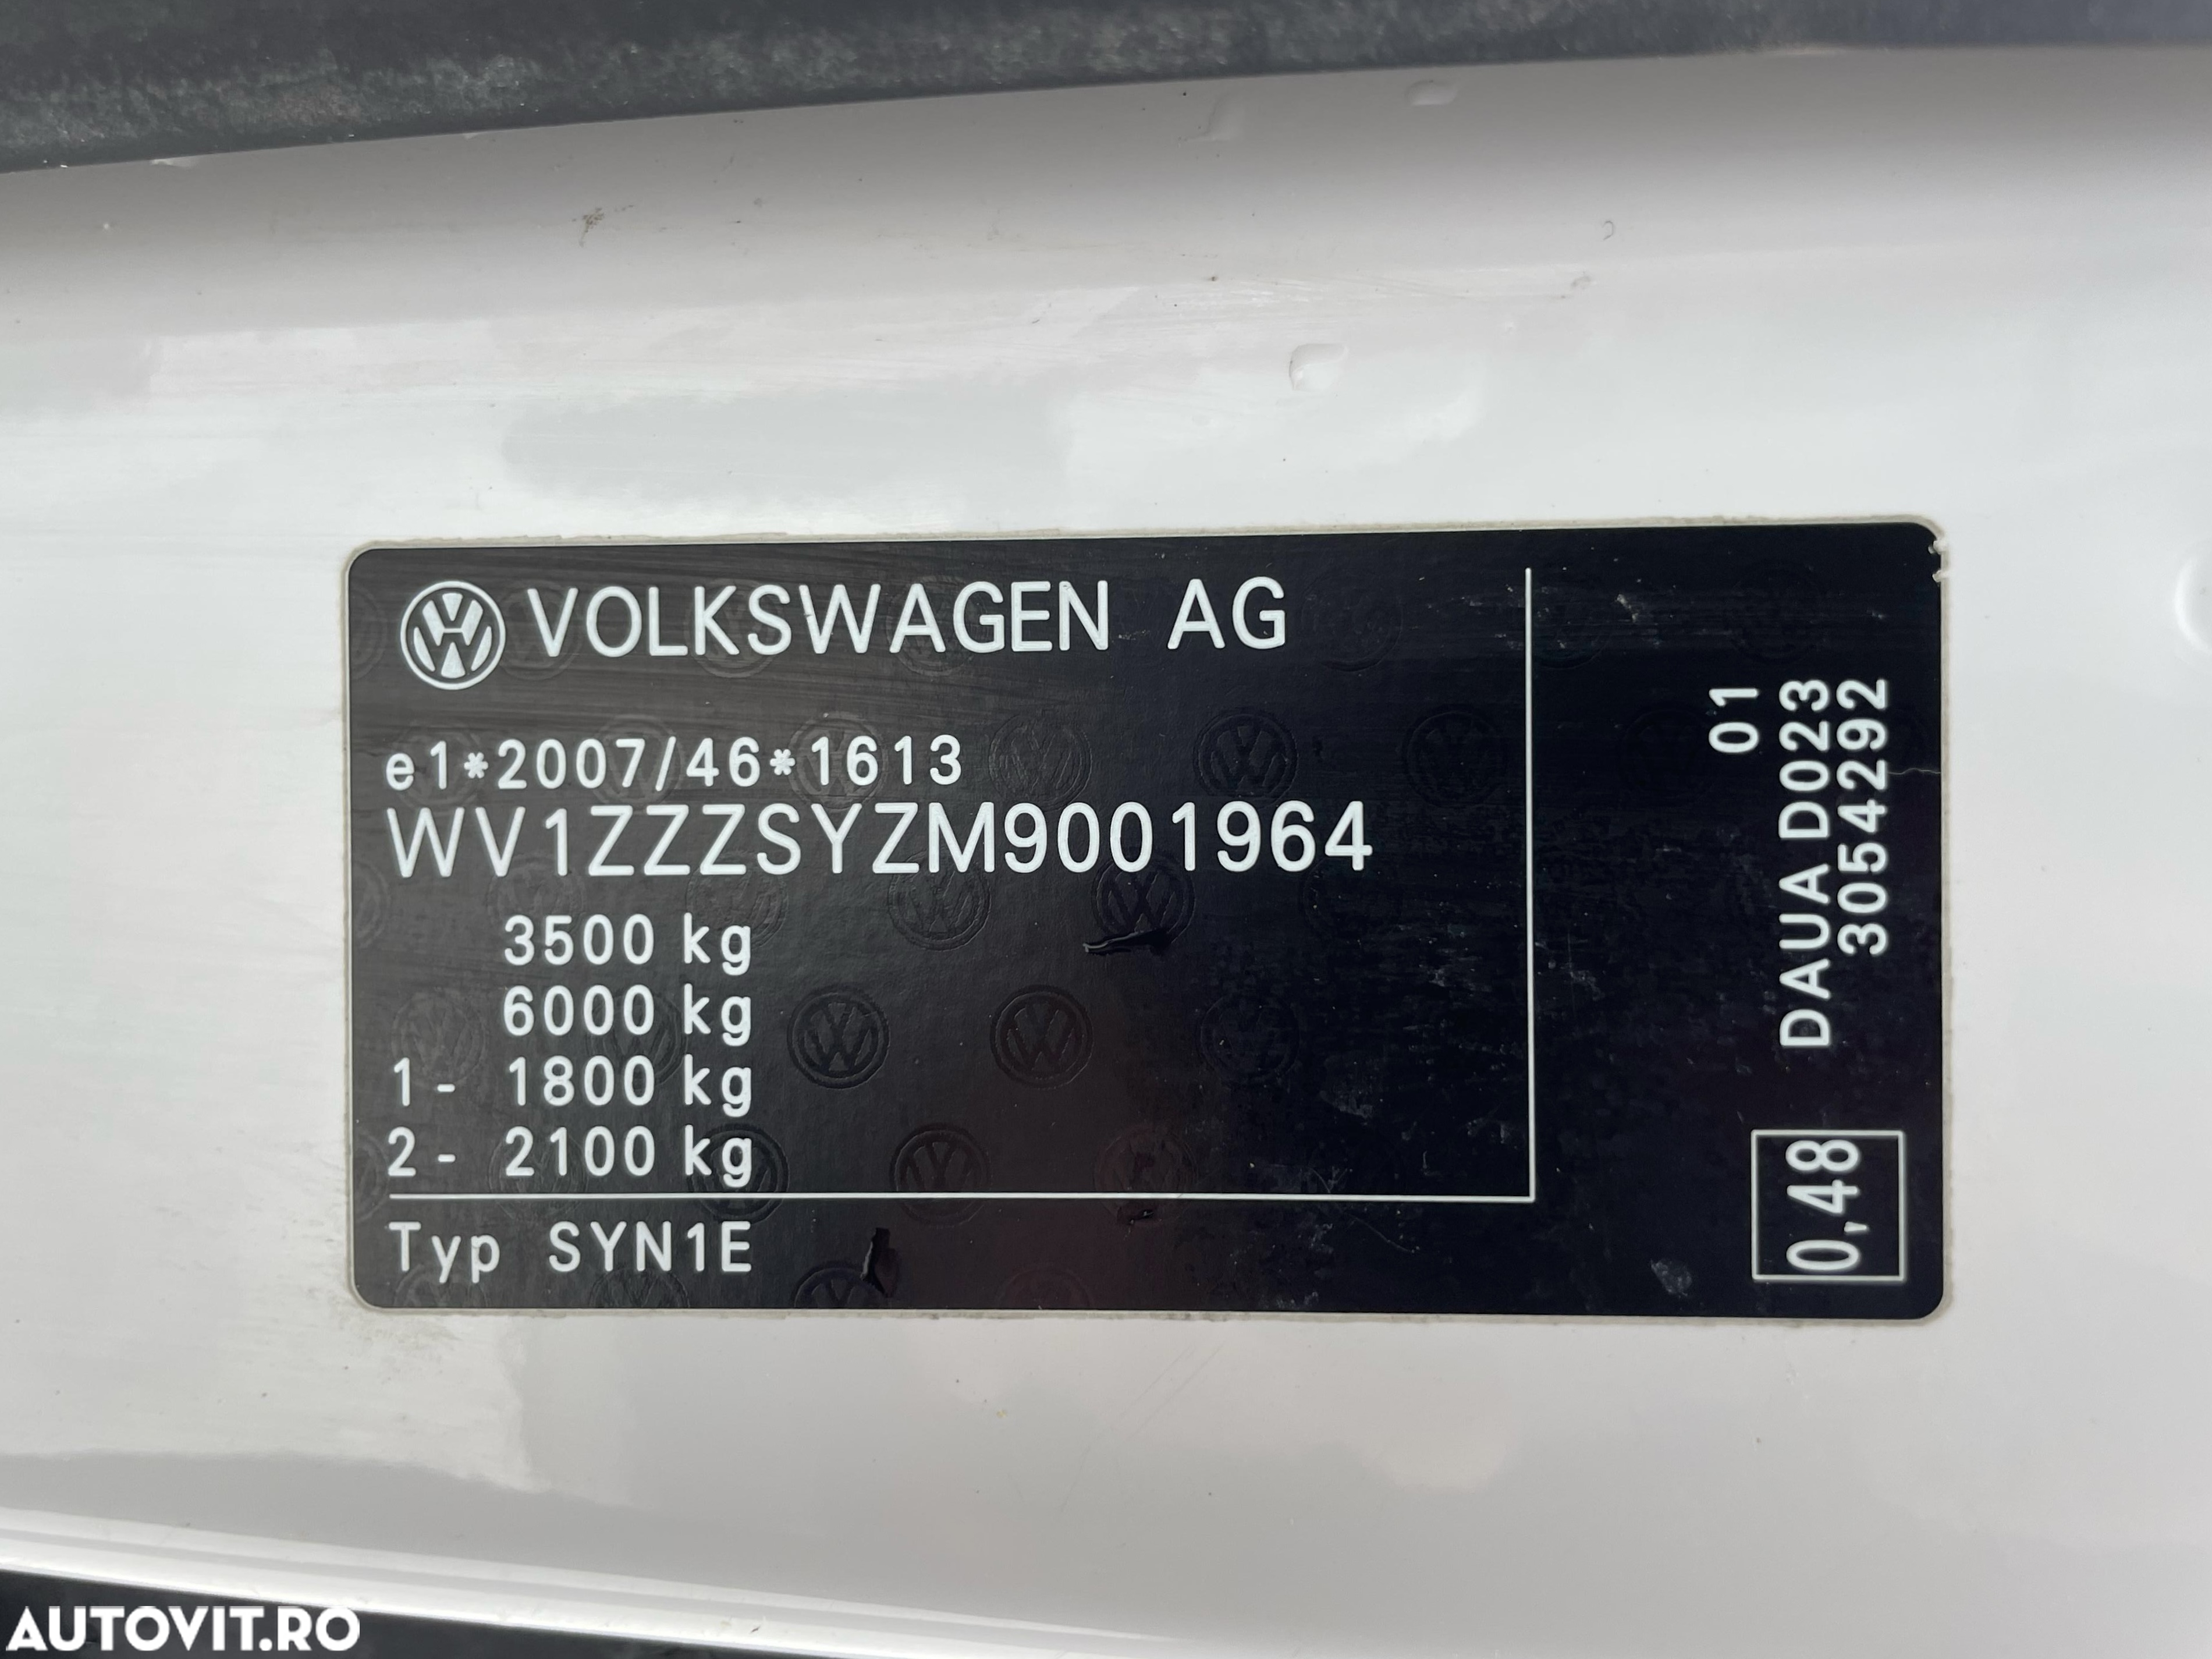 VOLKSWAGEN AG
e1*2007/46*1613
WV1ZZZSYZM9001964
3500 kg
6000 kg
1- 1800 kg
2- 2100 kg
Typ SYN1E
01
DAUA D023
3054292
0,48
AUTOVIT.RO